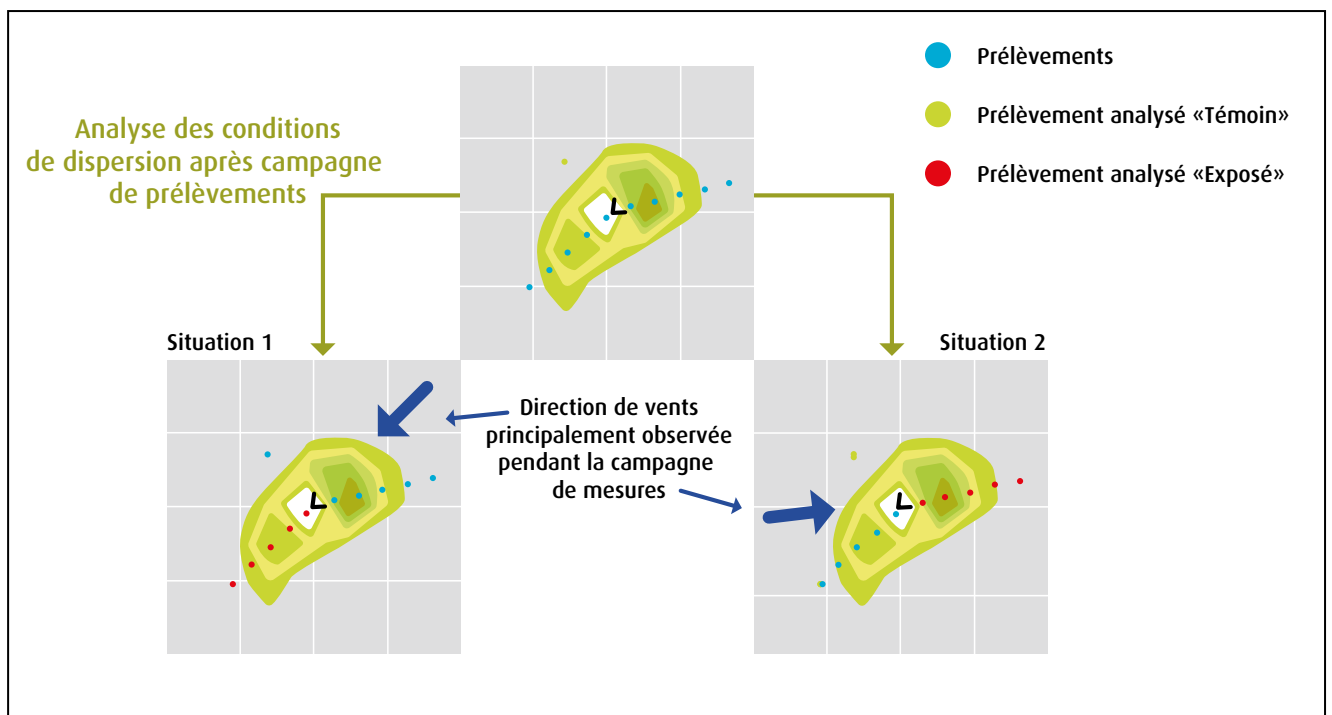 Prélèvements
Prélèvement analysé «Témoin»
Prélèvement analysé «Exposé»
Analyse des conditions
de dispersion après campagne
de prélèvements
Situation 1
Situation 2
Direction de vents
principalement observée
pendant la campagne
de mesures